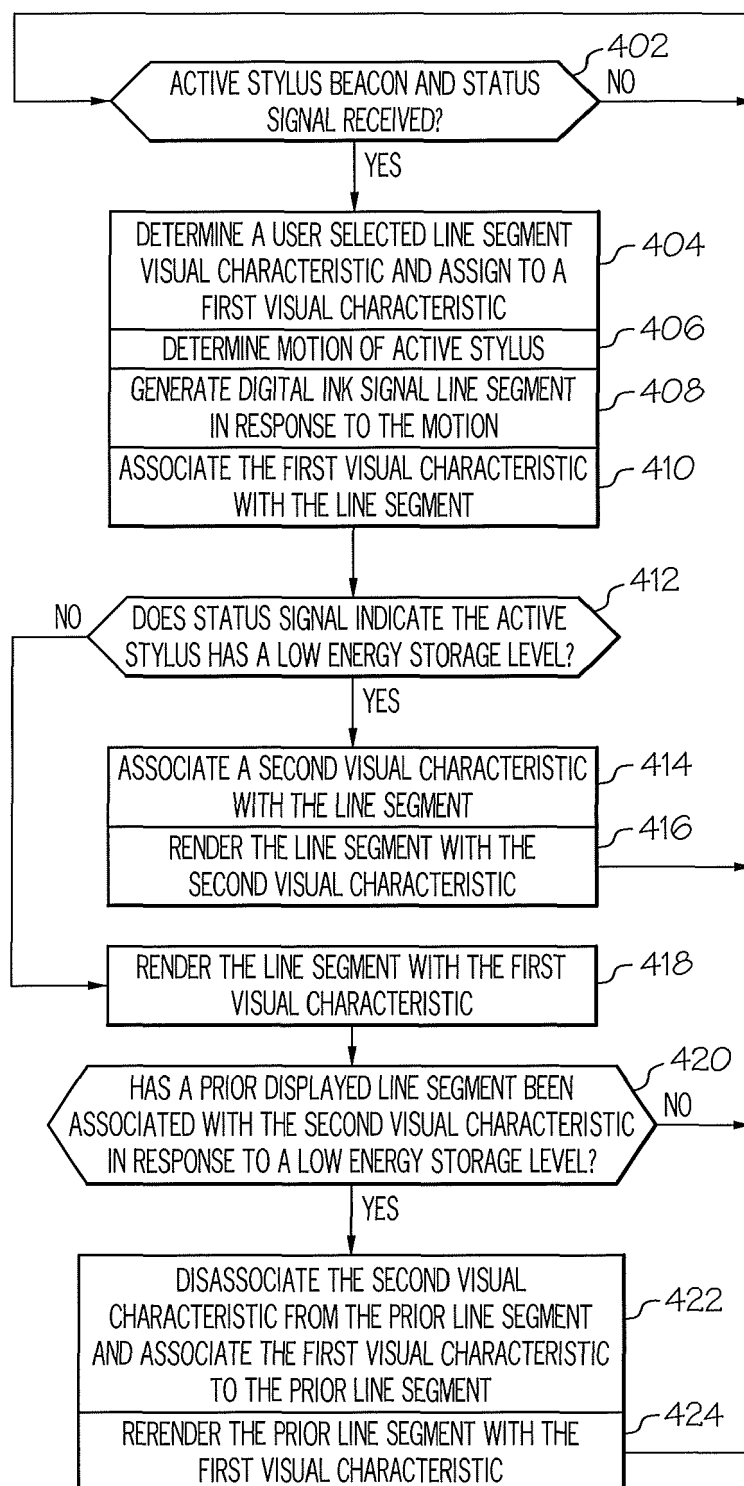 402
ACTIVE STYLUS BEACON AND STATUS
SIGNAL RECEIVED?
NO
YES
DETERMINE A USER SELECTED LINE SEGMENT
VISUAL CHARACTERISTIC AND ASSIGN TO A
FIRST VISUAL CHARACTERISTIC
404
DETERMINE MOTION OF ACTIVE STYLUS
406
GENERATE DIGITAL INK SIGNAL LINE SEGMENT
IN RESPONSE TO THE MOTION
408
ASSOCIATE THE FIRST VISUAL CHARACTERISTIC
WITH THE LINE SEGMENT
410
412
NO
DOES STATUS SIGNAL INDICATE THE ACTIVE
STYLUS HAS A LOW ENERGY STORAGE LEVEL?
YES
ASSOCIATE A SECOND VISUAL CHARACTERISTIC
WITH THE LINE SEGMENT
414
RENDER THE LINE SEGMENT WITH THE
SECOND VISUAL CHARACTERISTIC
416
RENDER THE LINE SEGMENT WITH THE FIRST
VISUAL CHARACTERISTIC
418
420
HAS A PRIOR DISPLAYED LINE SEGMENT BEEN
ASSOCIATED WITH THE SECOND VISUAL CHARACTERISTIC
IN RESPONSE TO A LOW ENERGY STORAGE LEVEL?
NO
YES
DISASSOCIATE THE SECOND VISUAL
CHARACTERISTIC FROM THE PRIOR LINE SEGMENT
AND ASSOCIATE THE FIRST VISUAL CHARACTERISTIC
TO THE PRIOR LINE SEGMENT
422
RERENDER THE PRIOR LINE SEGMENT WITH THE
FIRST VISUAL CHARACTERISTIC
424